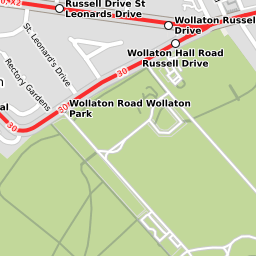 Russell Drive St
Leonards Drive
Wollaton Russell
Drive
Wollaton Hall Road
Russell Drive
St. Leonard's Drive
Rectory Gardens
30
Wollaton Road Wollaton
Park
30
30